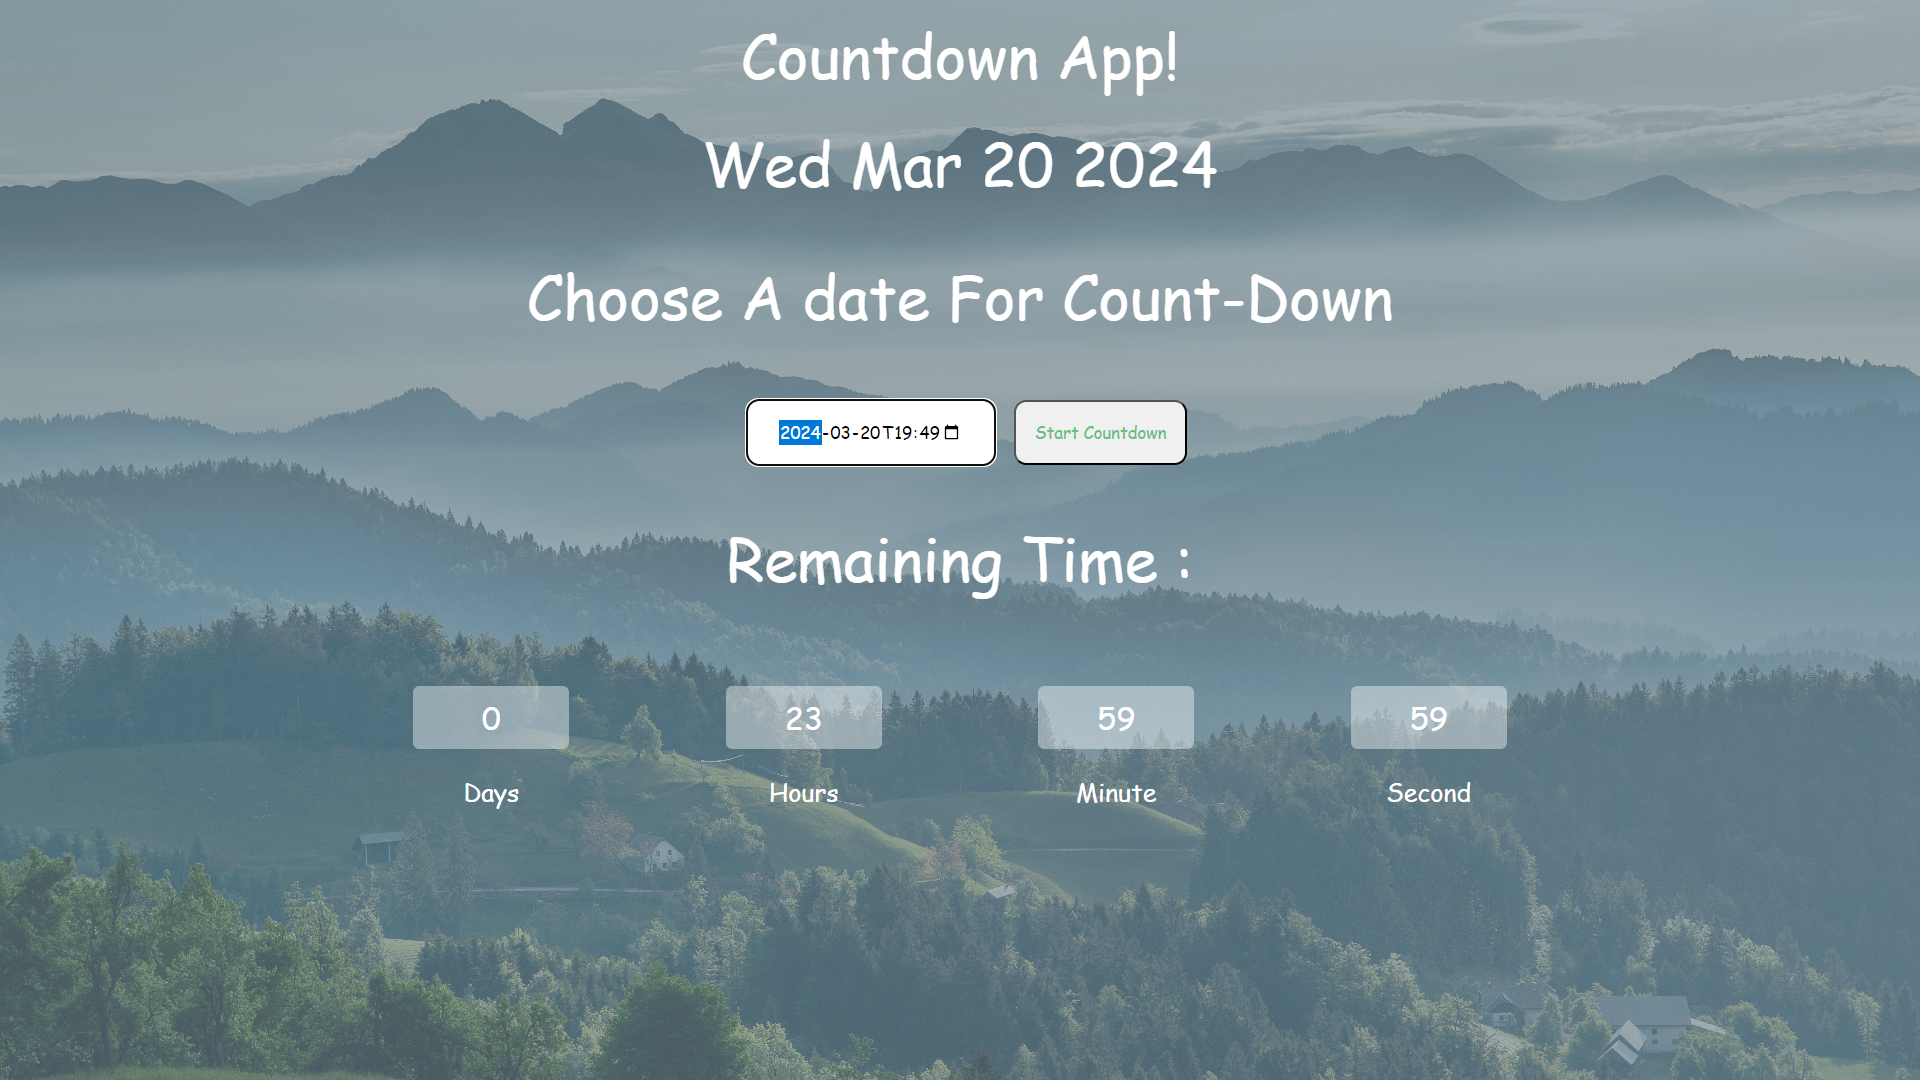 Countdown App!
Wed Mar 20 2024
Choose A date For Count-Down
2024-03-20T19:49 Start Countdown
Remaining Time :
0 23 59 59
Days Hours Minute Second